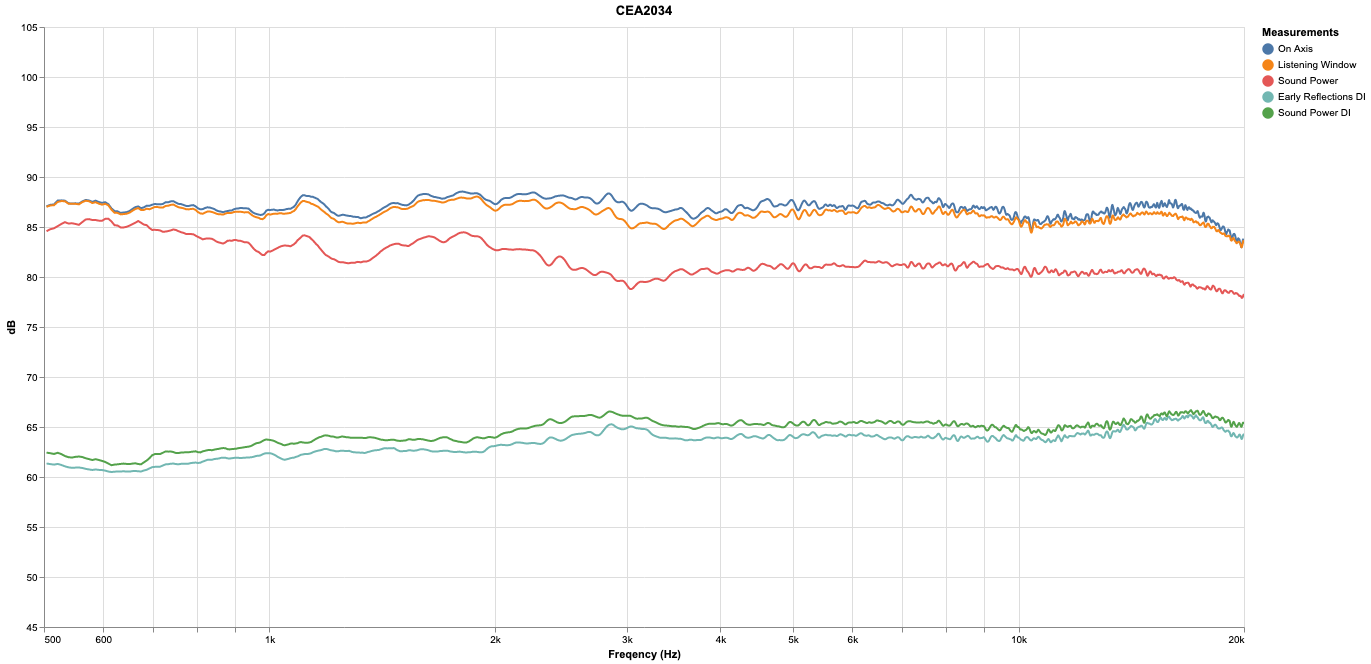 CEA2034
105
100
95
90
85
80
75
70
65
60
55
50
45
dB
500 600 1k 2k 3k 4k 5k 6k 10k 20k
Freqency (Hz)
Measurements
On Axis
Listening Window
Sound Power
Early Reflections DI
Sound Power DI